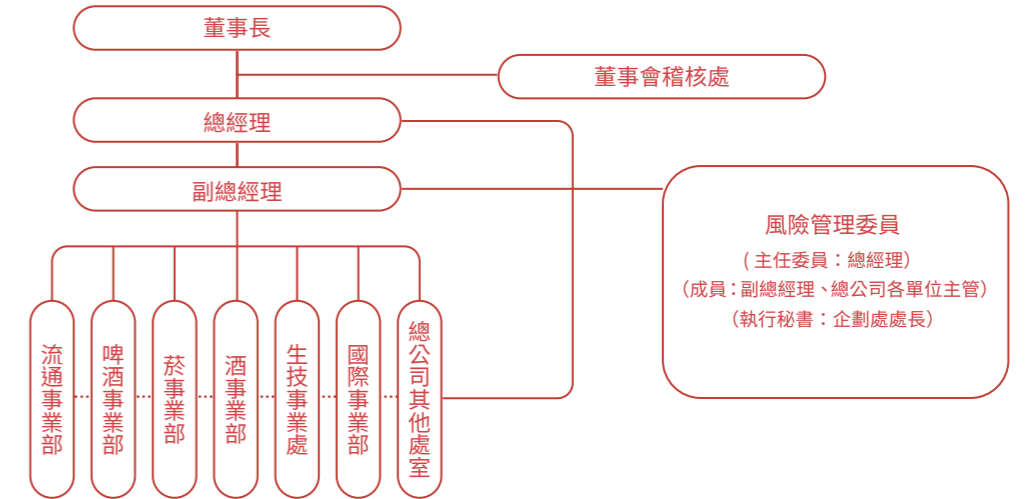 董事長
董事會稽核處
總經理
副總經理
風險管理委員
( 主任委員：總經理)
(成員：副總經理、總公司各單位主管)
(執行秘書：企劃處處長)
流通事業部
啤酒事業部
菸事業部
酒事業部
生技事業處
國際事業部
總公司其他處室